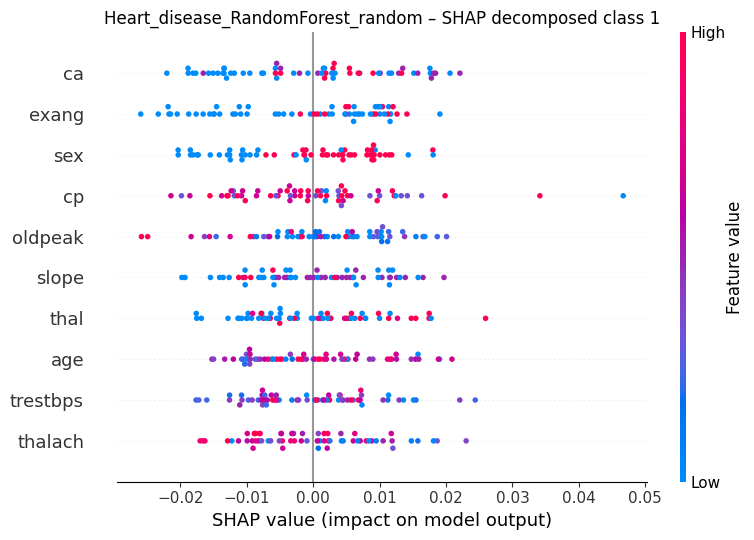 Heart_disease_RandomForest_random – SHAP decomposed class 1
High
ca
exang
sex
cp
oldpeak
slope
thal
age
trestbps
thalach
Feature value
Low
−0.02 −0.01 0.00 0.01 0.02 0.03 0.04 0.05
SHAP value (impact on model output)